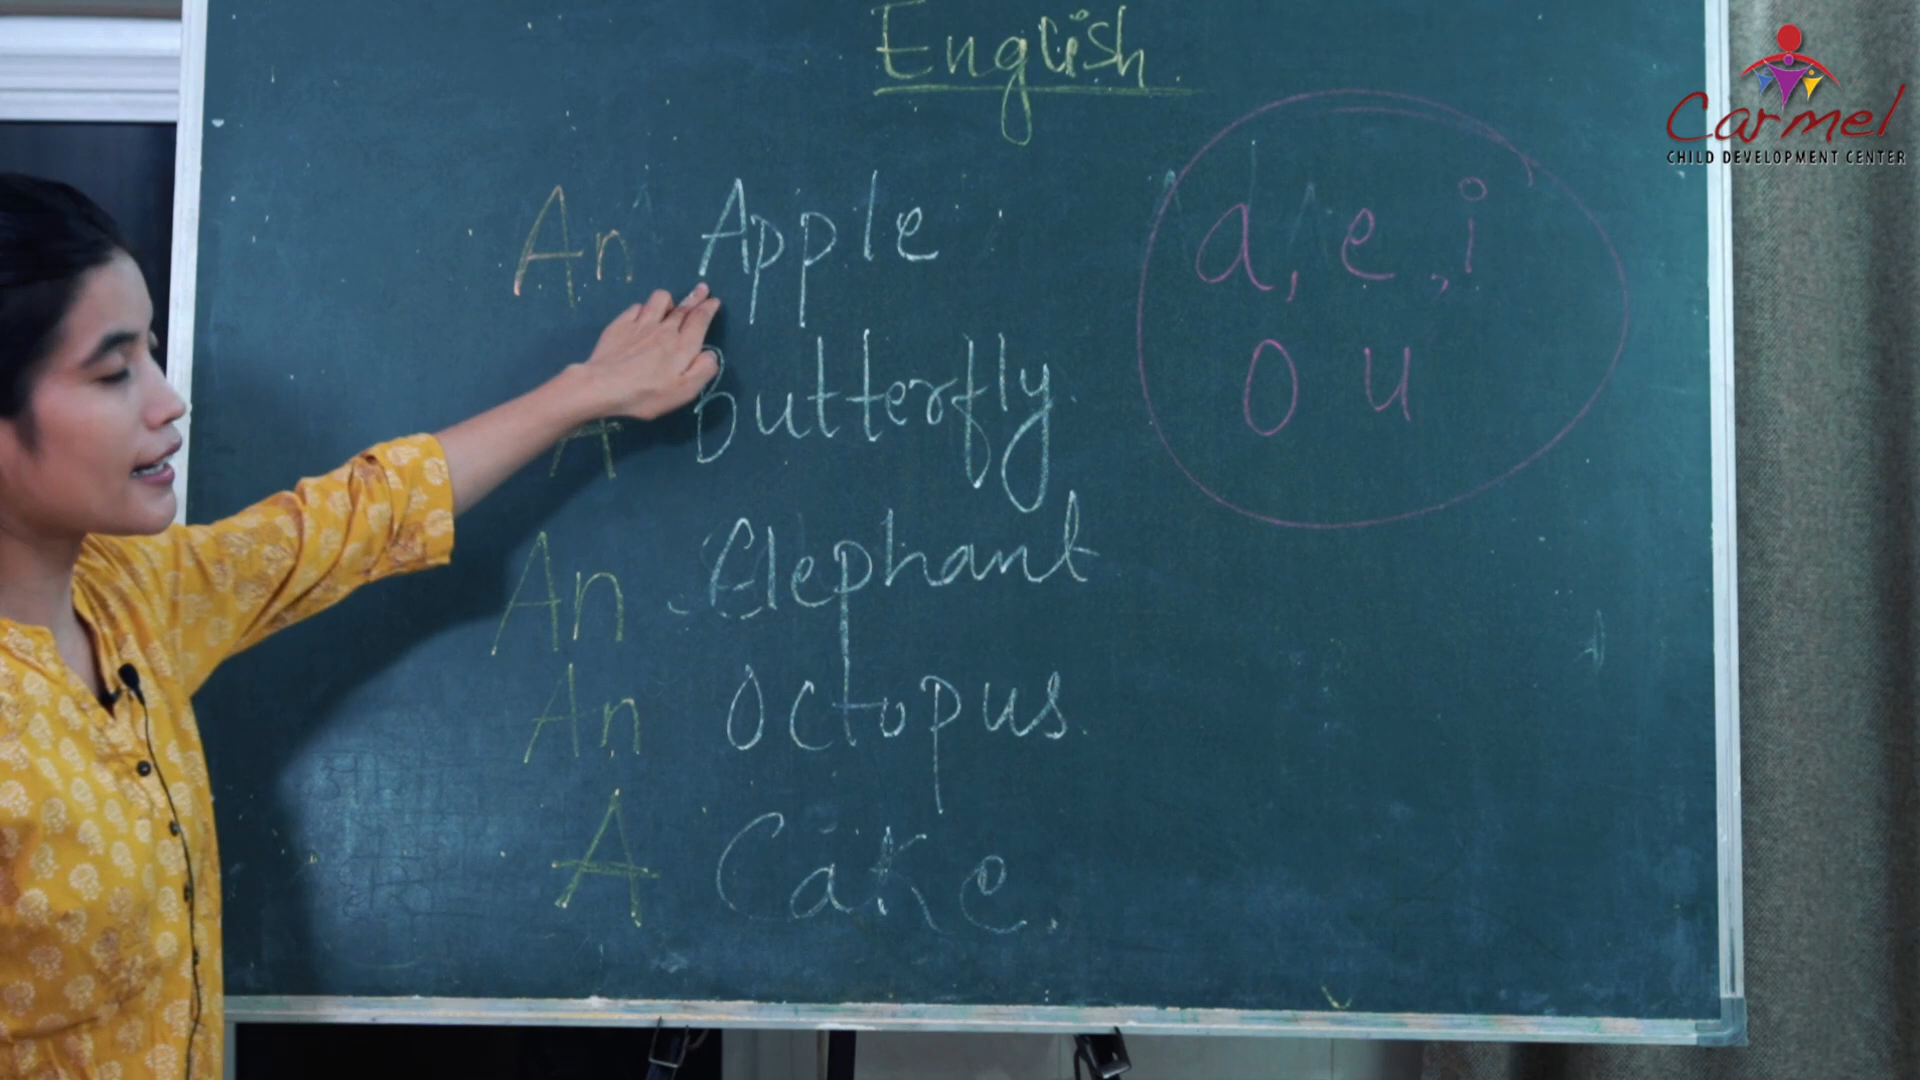 English
An Apple
A Butterfly.
An Elephant
An Octopus.
A Cake.
a, e, i
o u
Carmel
CHILD DEVELOPMENT CENTER